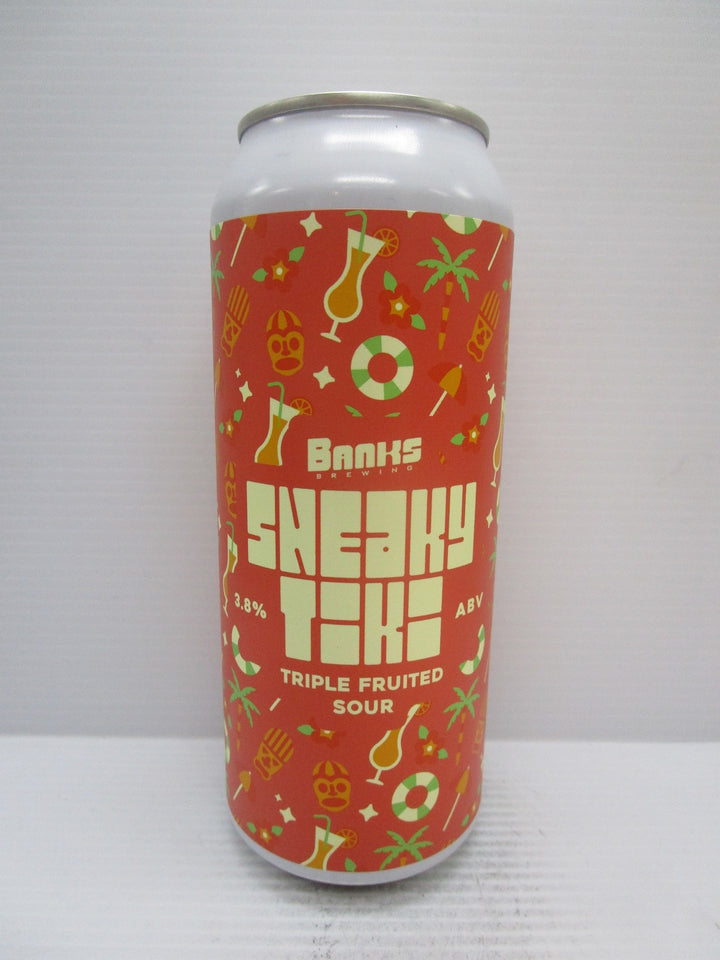 BANKS
BREWING
SNEAKY
TIKI
3.8% ABV
TRIPLE FRUITED
SOUR